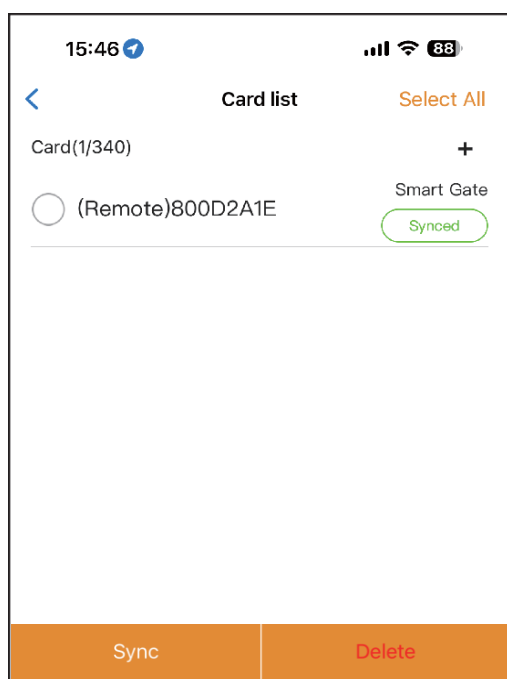 15:46 88
Card list Select All
Card(1/340) +
Smart Gate
(Remote)800D2A1E
Synced
Sync Delete